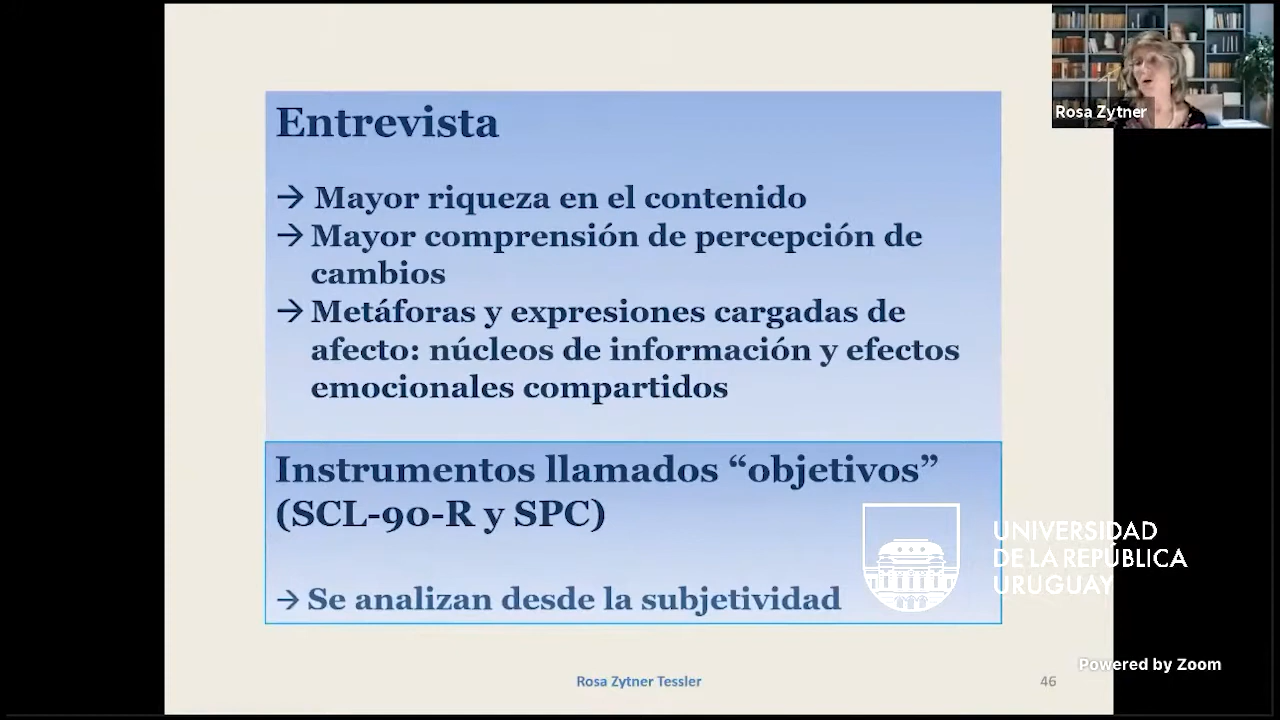 Entrevista
→ Mayor riqueza en el contenido
→ Mayor comprensión de percepción de
cambios
→ Metáforas y expresiones cargadas de
afecto: núcleos de información y efectos
emocionales compartidos
Instrumentos llamados “objetivos”
(SCL-90-R y SPC)
→ Se analizan desde la subjetividad
Rosa Zytner Tessler
46
Rosa Zytner
UNIVERSIDAD
DE LA REPÚBLICA
URUGUAY
Powered by Zoom